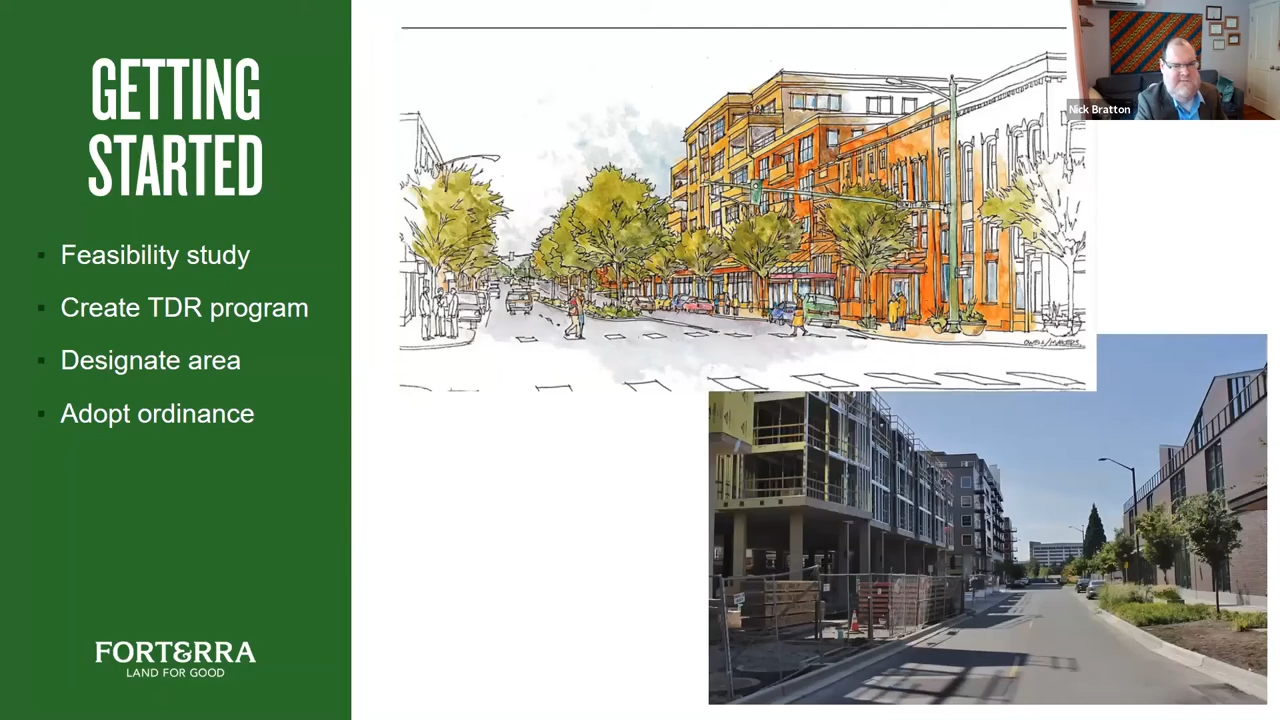 GETTING
STARTED
Feasibility study
Create TDR program
Designate area
Adopt ordinance
FORTERRA
LAND FOR GOOD
Nick Bratton